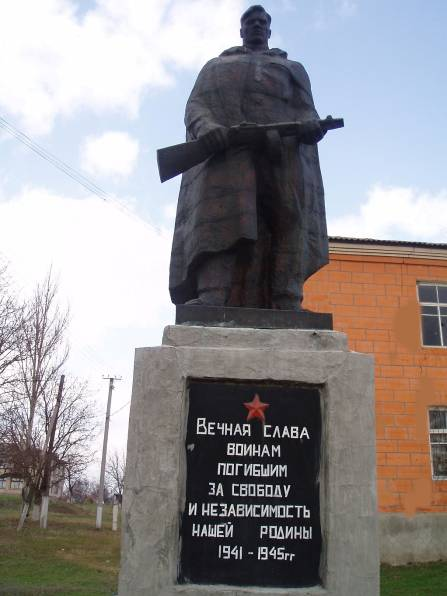 Вечная слава
воинам
погибшим
за свободу
и независимость
нашей родины
1941 - 1945гг